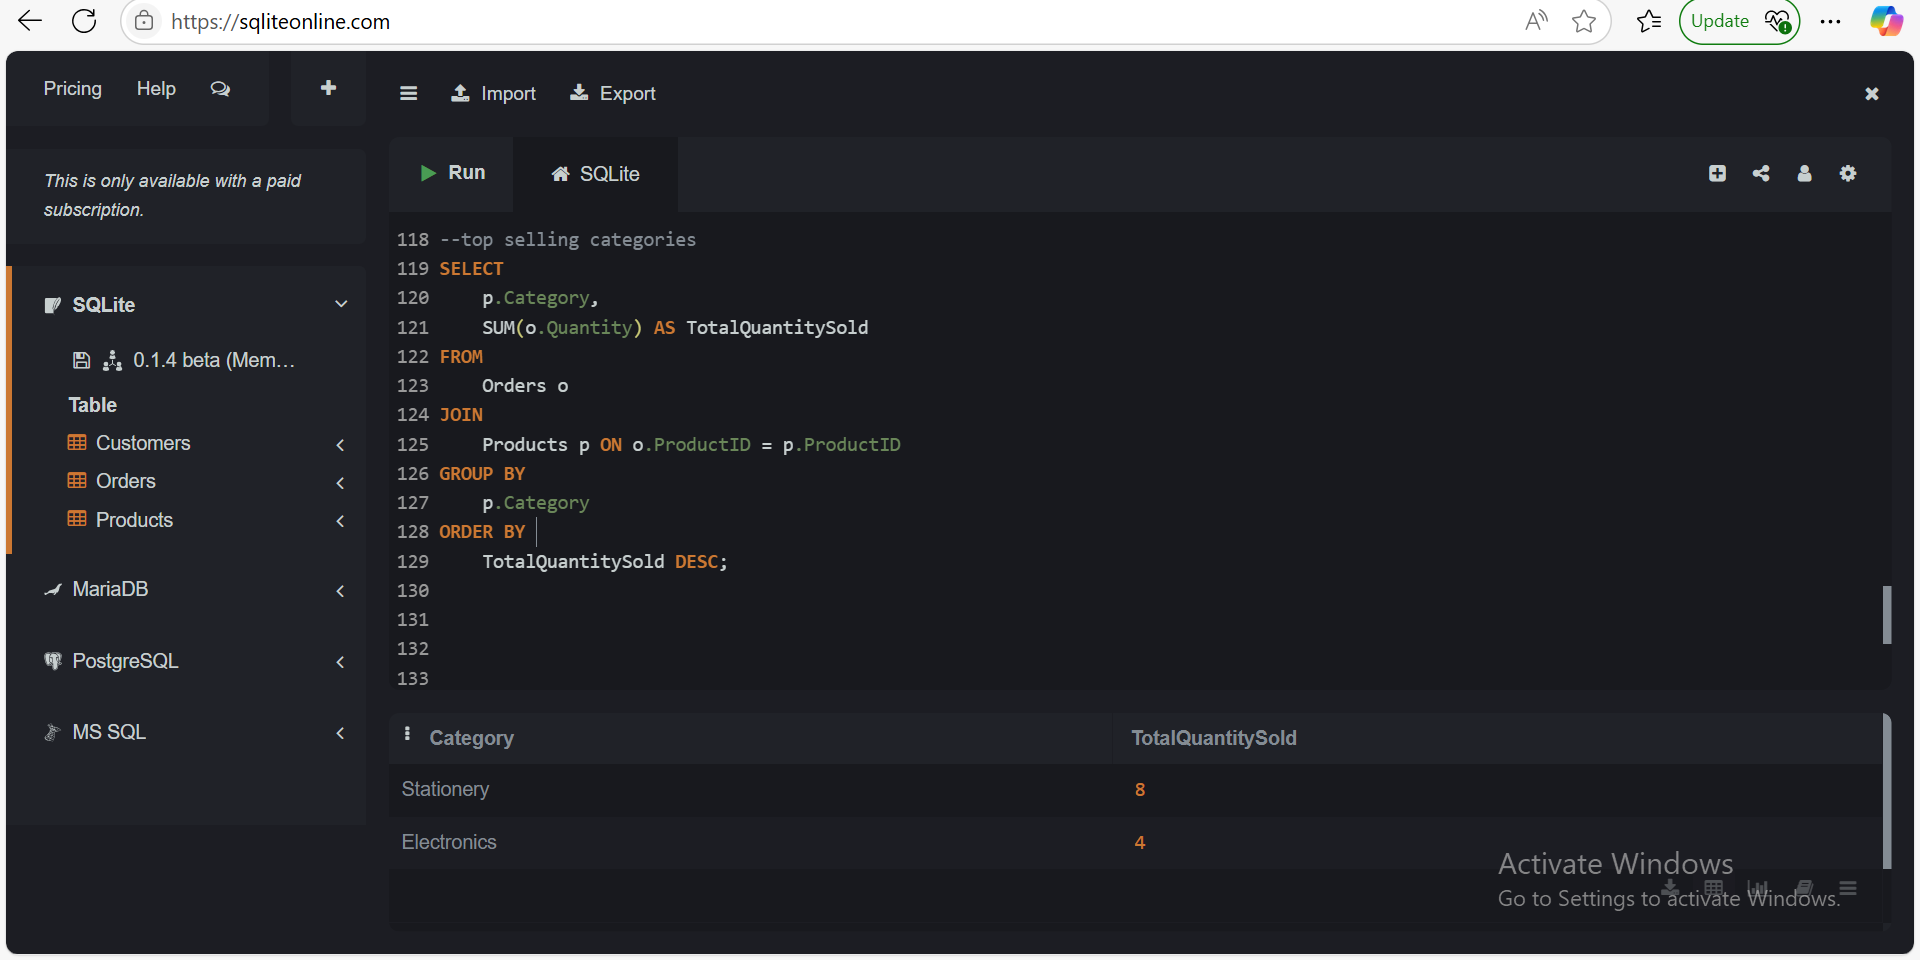 https://sqliteonline.com
Update
Pricing Help
Import Export
This is only available with a paid
subscription.
Run SQLite
SQLite
0.1.4 beta (Mem...
Table
Customers
Orders
Products
MariaDB
PostgreSQL
MS SQL
118 --top selling categories
119 SELECT
120 p.Category,
121 SUM(o.Quantity) AS TotalQuantitySold
122 FROM
123 Orders o
124 JOIN
125 Products p ON o.ProductID = p.ProductID
126 GROUP BY
127 p.Category
128 ORDER BY
129 TotalQuantitySold DESC;
130
131
132
133
Category TotalQuantitySold
Stationery 8
Electronics 4
Activate Windows
Go to Settings to activate Windows.